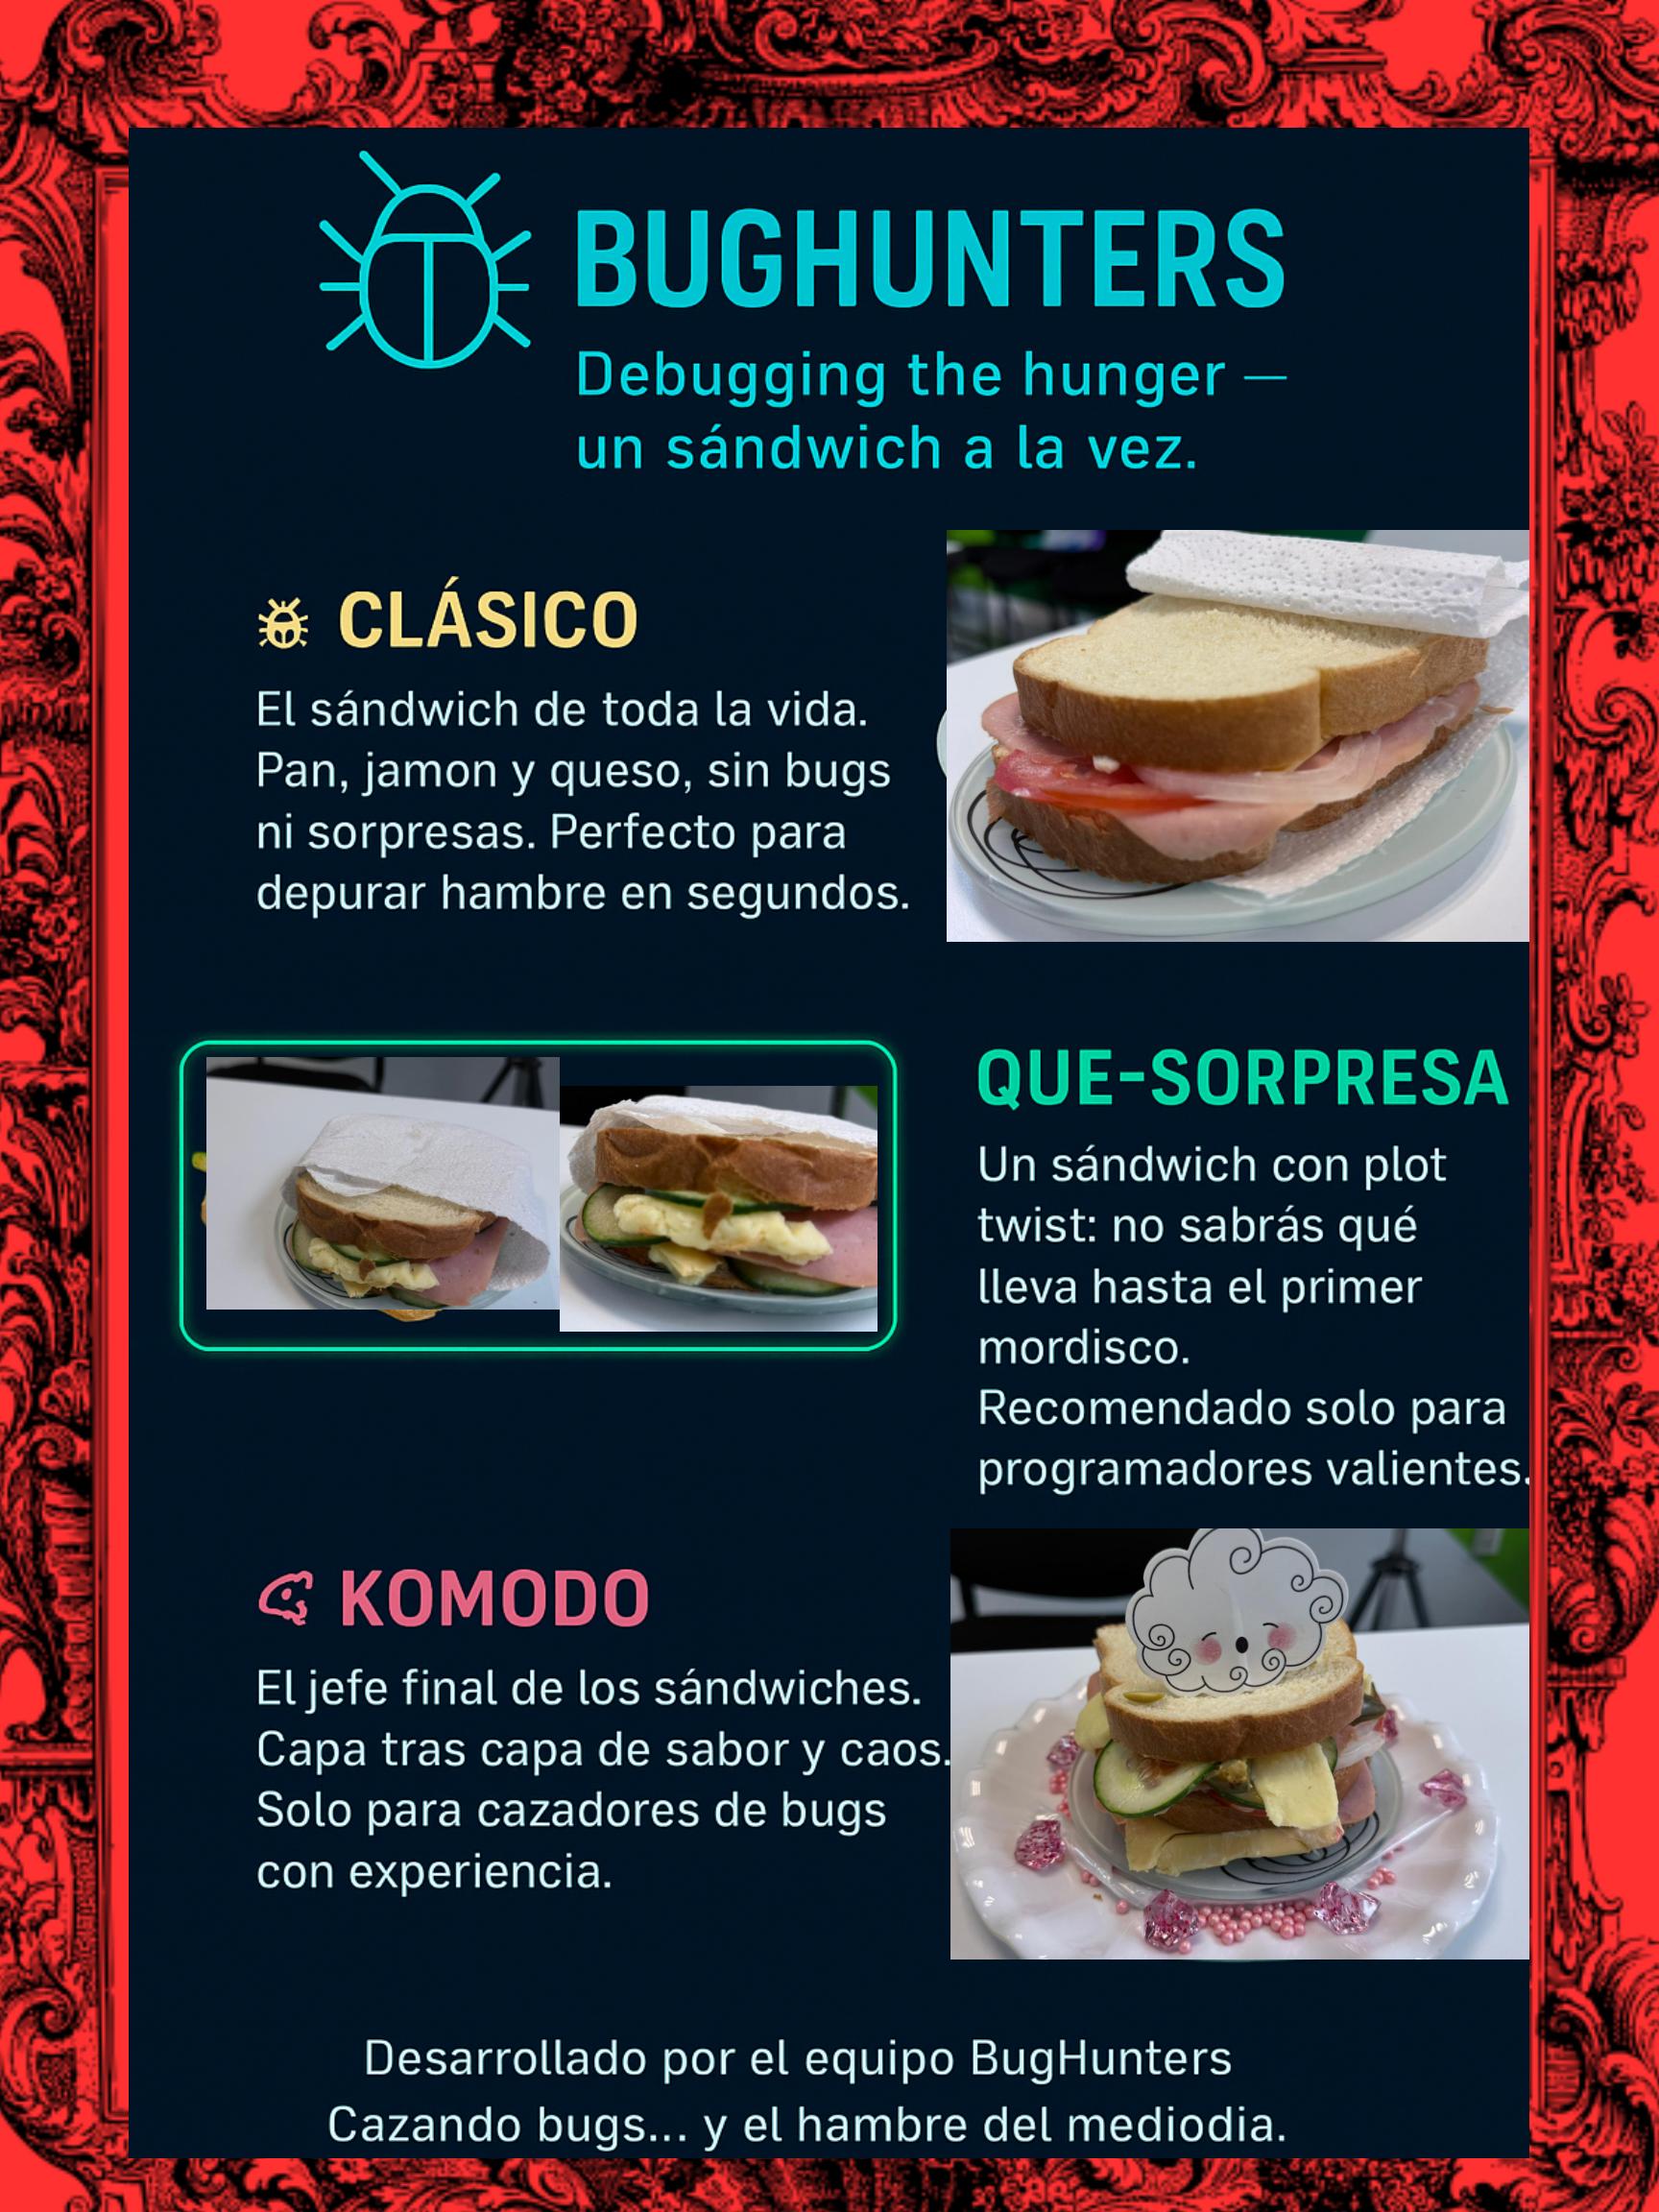 BUGHUNTERS
Debugging the hunger —
un sándwich a la vez.
CLÁSICO
El sándwich de toda la vida.
Pan, jamon y queso, sin bugs
ni sorpresas. Perfecto para
depurar hambre en segundos.
QUE-SORPRESA
Un sándwich con plot
twist: no sabrás qué
lleva hasta el primer
mordisco.
Recomendado solo para
programadores valientes.
KOMODO
El jefe final de los sándwiches.
Capa tras capa de sabor y caos.
Solo para cazadores de bugs
con experiencia.
Desarrollado por el equipo BugHunters
Cazando bugs... y el hambre del mediodia.